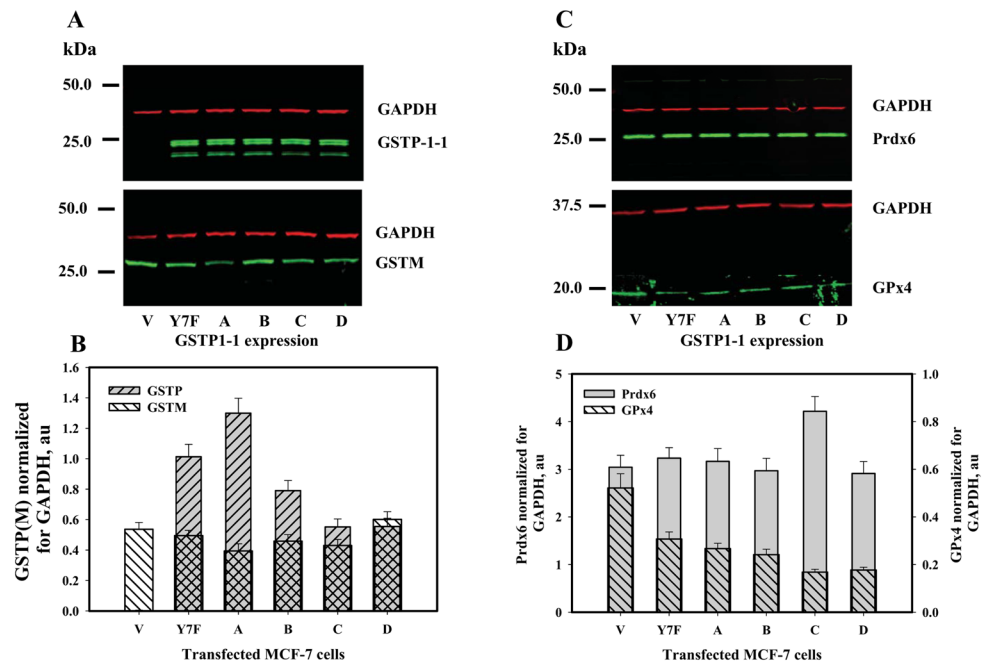 A
kDa
50.0
GAPDH
25.0
GSTP-1-1
50.0
GAPDH
25.0
GSTM
V Y7F A B C D
GSTP1-1 expression
C
kDa
50.0
GAPDH
25.0
Prdx6
37.5
GAPDH
20.0
GPx4
V Y7F A B C D
GSTP1-1 expression
B
GSTP(M) normalized
for GAPDH, au
1.6
1.4
1.2
1.0
0.8
0.6
0.4
0.2
0.0
GSTP
GSTM
V Y7F A B C D
Transfected MCF-7 cells
D
Prdx6 normalized for
GAPDH, au
5
4
3
2
1
0
Prdx6
GPx4
1.0
0.8
0.6
0.4
0.2
0.0
GPx4 normalized for
GAPDH, au
V Y7F A B C D
Transfected MCF-7 cells